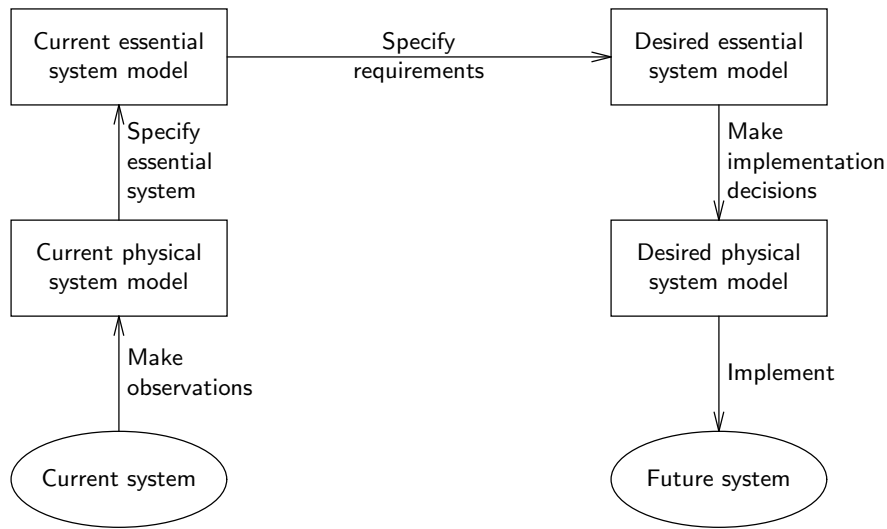 Current essential
system model
Specify
requirements
Desired essential
system model
Specify
essential
system
Make
implementation
decisions
Current physical
system model
Desired physical
system model
Make
observations
Implement
Current system
Future system